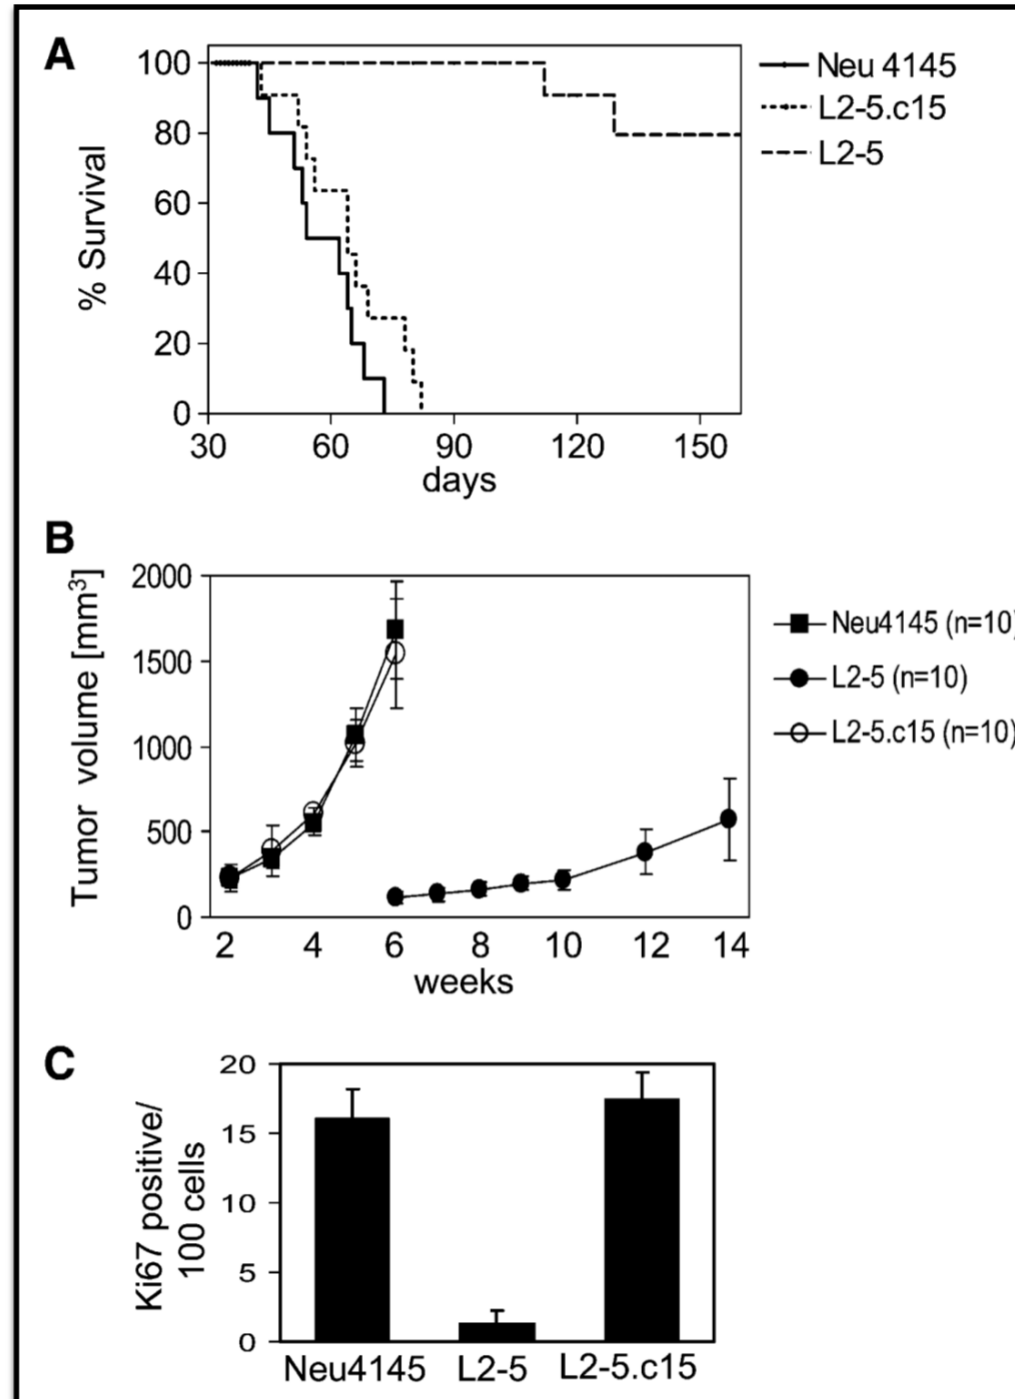 A
100
80
60
40
20
0
% Survival
30 60 90 120 150
days
Neu 4145
L2-5.c15
L2-5
B
2000
1500
1000
500
0
Tumor volume [mm³]
2 4 6 8 10 12 14
weeks
Neu4145 (n=10)
L2-5 (n=10)
L2-5.c15 (n=10)
C
20
15
10
5
0
Ki67 positive/
100 cells
Neu4145 L2-5 L2-5.c15